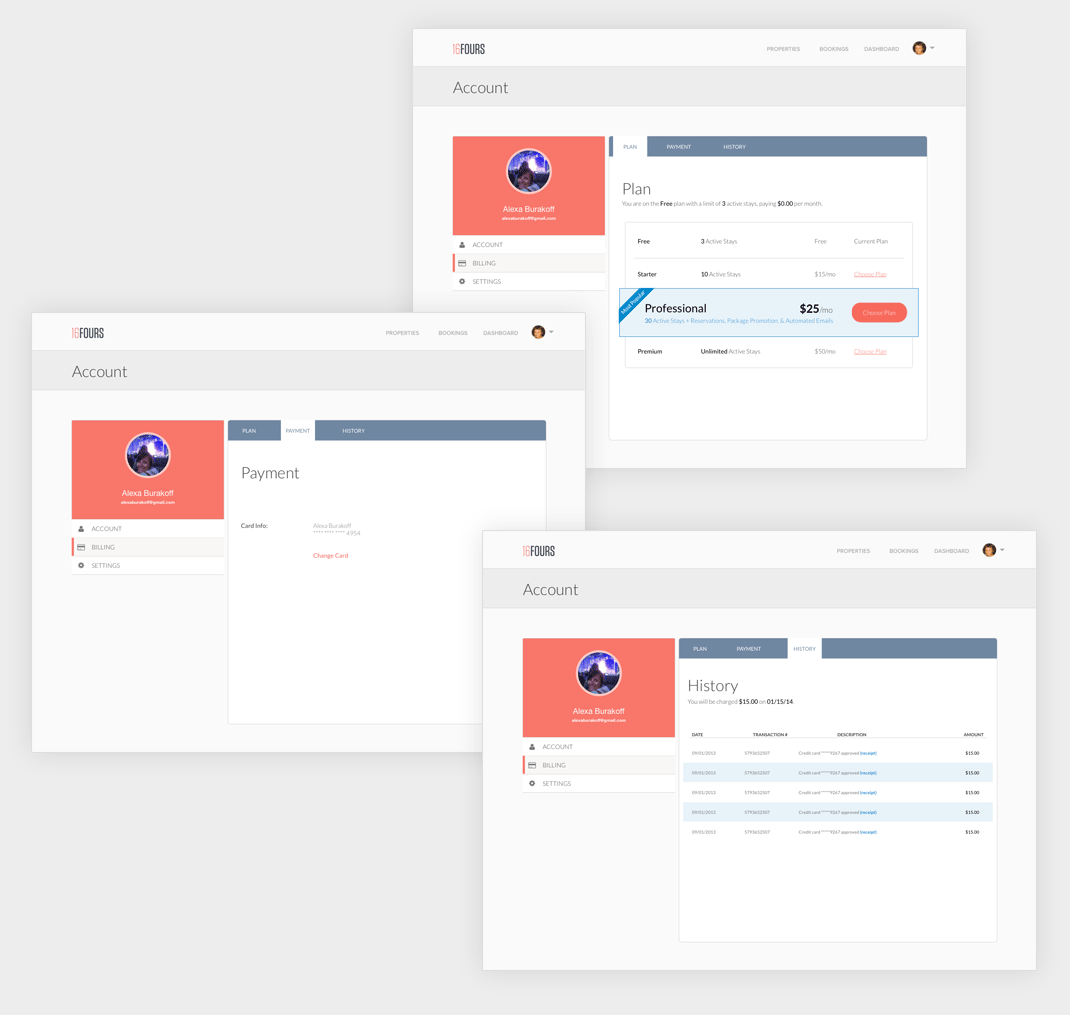 16FOURS
PROPERTIES BOOKINGS DASHBOARD
Account
Alexa Burakoff
alexaburakoff@gmail.com
ACCOUNT
BILLING
SETTINGS
PLAN PAYMENT HISTORY
Plan
You are on the Free plan with a limit of 3 active stays, paying $0.00 per month.
Free 3 Active Stays Free Current Plan
Starter 10 Active Stays $15/mo Choose Plan
Most Popular
Professional $25/mo Choose Plan
30 Active Stays + Reservations, Package Promotion, & Automated Emails
Premium Unlimited Active Stays $50/mo Choose Plan
16FOURS
PROPERTIES BOOKINGS DASHBOARD
Account
Alexa Burakoff
alexaburakoff@gmail.com
ACCOUNT
BILLING
SETTINGS
PLAN PAYMENT HISTORY
Payment
Card Info: Alexa Burakoff
**** **** **** 4954
Change Card
16FOURS
PROPERTIES BOOKINGS DASHBOARD
Account
Alexa Burakoff
alexaburakoff@gmail.com
ACCOUNT
BILLING
SETTINGS
PLAN PAYMENT HISTORY
History
You will be charged $15.00 on 01/15/14
DATE TRANSACTION # DESCRIPTION AMOUNT
09/01/2013 5793652507 Credit card *****9267 approved (receipt) $15.00
09/01/2013 5793652507 Credit card *****9267 approved (receipt) $15.00
09/01/2013 5793652507 Credit card *****9267 approved (receipt) $15.00
09/01/2013 5793652507 Credit card *****9267 approved (receipt) $15.00
09/01/2013 5793652507 Credit card *****9267 approved (receipt) $15.00